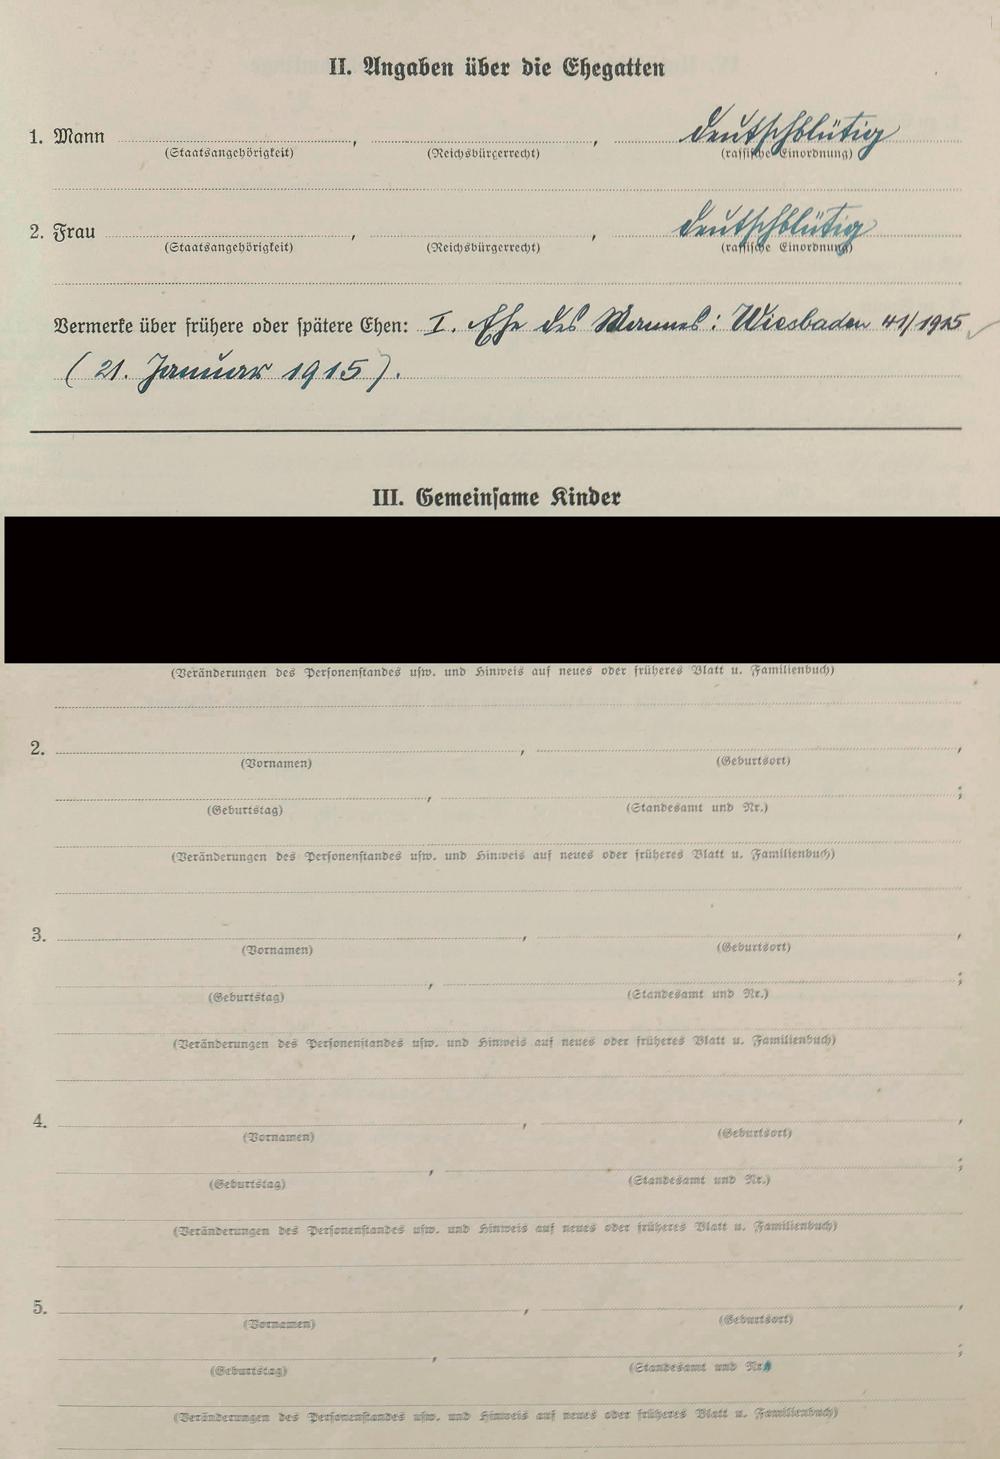 II. Angaben über die Ehegatten
1. Mann , , deutschblütig
(Staatsangehörigkeit) (Reichsbürgerrecht) (rassische Einordnung)
2. Frau , , deutschblütig
(Staatsangehörigkeit) (Reichsbürgerrecht) (rassische Einordnung)
Vermerke über frühere oder spätere Ehen: I. Ehe des Mannes: Wiesbaden 41/1915
(21. Januar 1915).
III. Gemeinsame Kinder
(Veränderungen des Personenstandes usw. und Hinweis auf neues oder früheres Blatt u. Familienbuch)
2. , ,
(Vornamen) (Geburtsort)
, ;
(Geburtstag) (Standesamt und Nr.)
(Veränderungen des Personenstandes usw. und Hinweis auf neues oder früheres Blatt u. Familienbuch)
3. , ,
(Vornamen) (Geburtsort)
, ;
(Geburtstag) (Standesamt und Nr.)
(Veränderungen des Personenstandes usw. und Hinweis auf neues oder früheres Blatt u. Familienbuch)
4. , ,
(Vornamen) (Geburtsort)
, ;
(Geburtstag) (Standesamt und Nr.)
(Veränderungen des Personenstandes usw. und Hinweis auf neues oder früheres Blatt u. Familienbuch)
5. , ,
(Vornamen) (Geburtsort)
, ;
(Geburtstag) (Standesamt und Nr.)
(Veränderungen des Personenstandes usw. und Hinweis auf neues oder früheres Blatt u. Familienbuch)